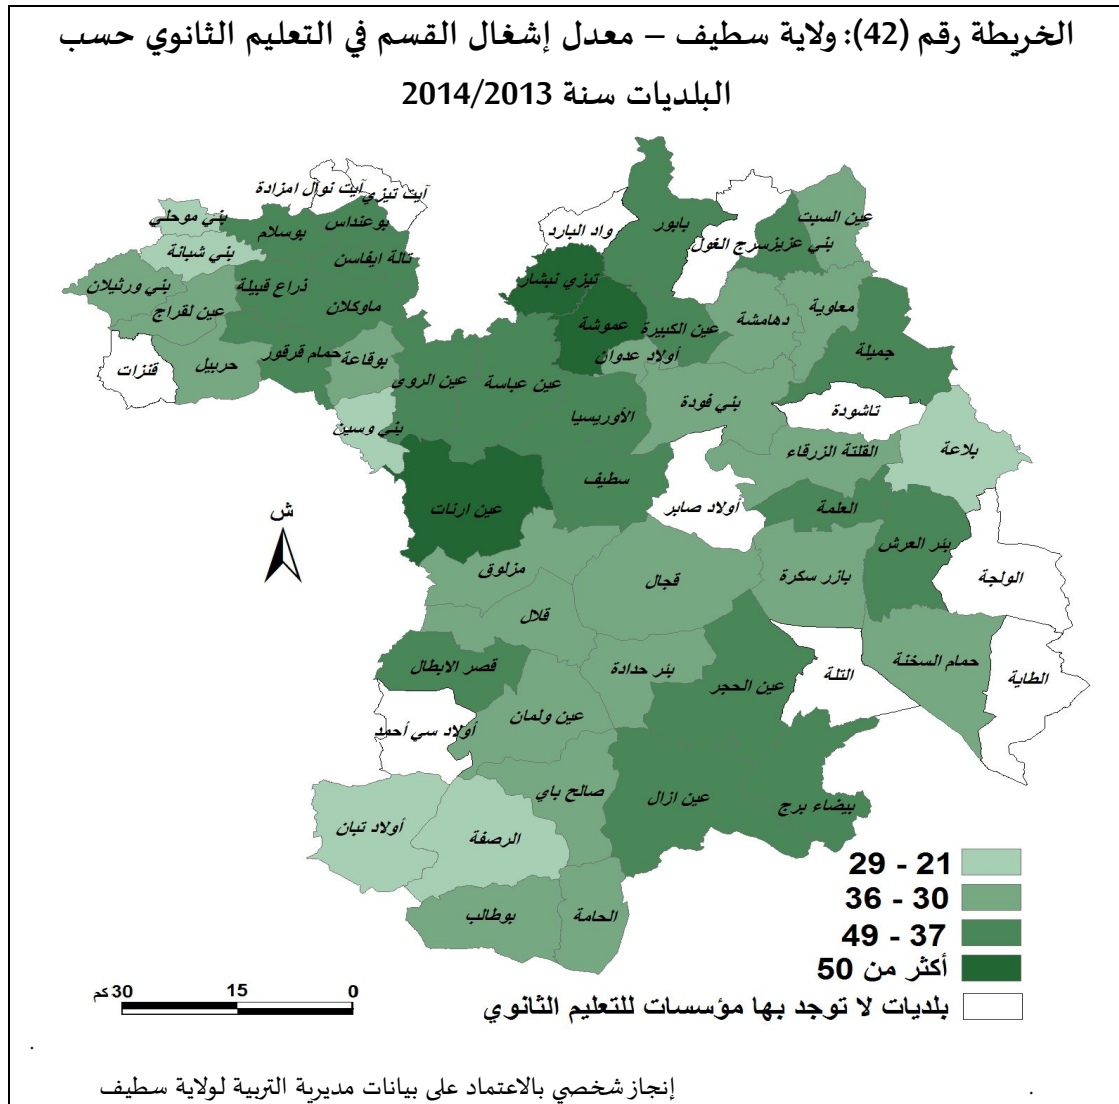 الخريطة رقم (42): ولاية سطيف – معدل إشغال القسم في التعليم الثانوي حسب
البلديات سنة 2014/2013
آيت تيزي
آيت نوال امزادة
بني موحلي
بوسلام
بوعنداس
بني شبانة
تالة ايفاسن
بني ورثيلان
ذراع قبيلة
عين لقراج
ماوكلان
قنزات
حربيل
حمام قرقور
بوقاعة
بني وسين
عين الروى
عين عباسة
واد البارد
تيزي نبشار
عموشة
بابور
سرج الغول
بني عزيز
عين السبت
معاوية
دهامشة
عين الكبيرة
أولاد عدوان
جميلة
بني فودة
تاشودة
الأوريسيا
القلتة الزرقاء
بلاعة
سطيف
أولاد صابر
العلمة
عين ارنات
بئر العرش
الولجة
مزلوق
قجال
بازر سكرة
قلال
قصر الابطال
بئر حدادة
عين الحجر
التلة
حمام السخنة
الطاية
أولاد سي أحمد
عين ولمان
صالح باي
عين ازال
بيضاء برج
أولاد تبان
الرصفة
بوطالب
الحامة
ش
29 - 21
36 - 30
49 - 37
أكثر من 50
بلديات لا توجد بها مؤسسات للتعليم الثانوي
0 15 30 كم
إنجاز شخصي بالاعتماد على بيانات مديرية التربية لولاية سطيف